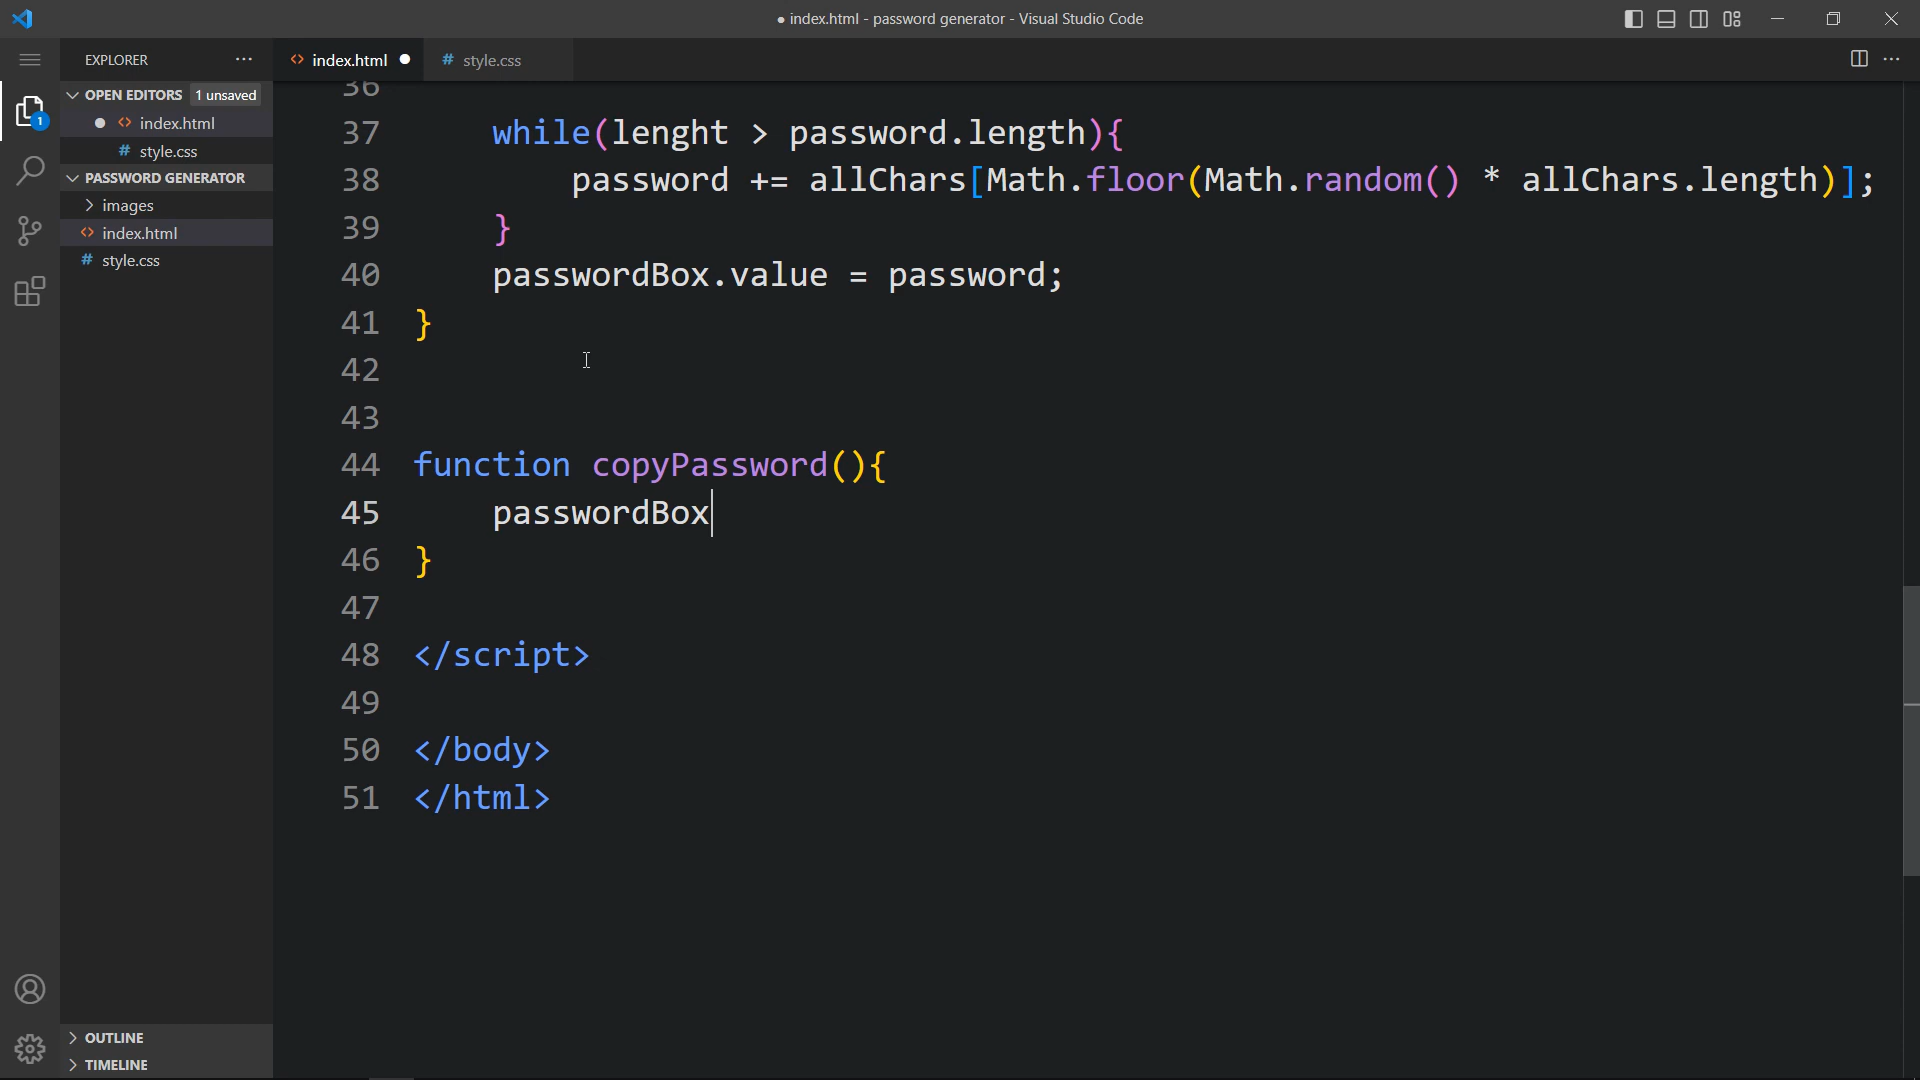 ● index.html - password generator - Visual Studio Code
EXPLORER
index.html
# style.css
OPEN EDITORS 1 unsaved
index.html
# style.css
PASSWORD GENERATOR
images
index.html
# style.css
1
OUTLINE
TIMELINE
36
37 while(lenght > password.length){
38 password += allChars[Math.floor(Math.random() * allChars.length)];
39 }
40 passwordBox.value = password;
41 }
42
43
44 function copyPassword(){
45 passwordBox
46 }
47
48 </script>
49
50 </body>
51 </html>